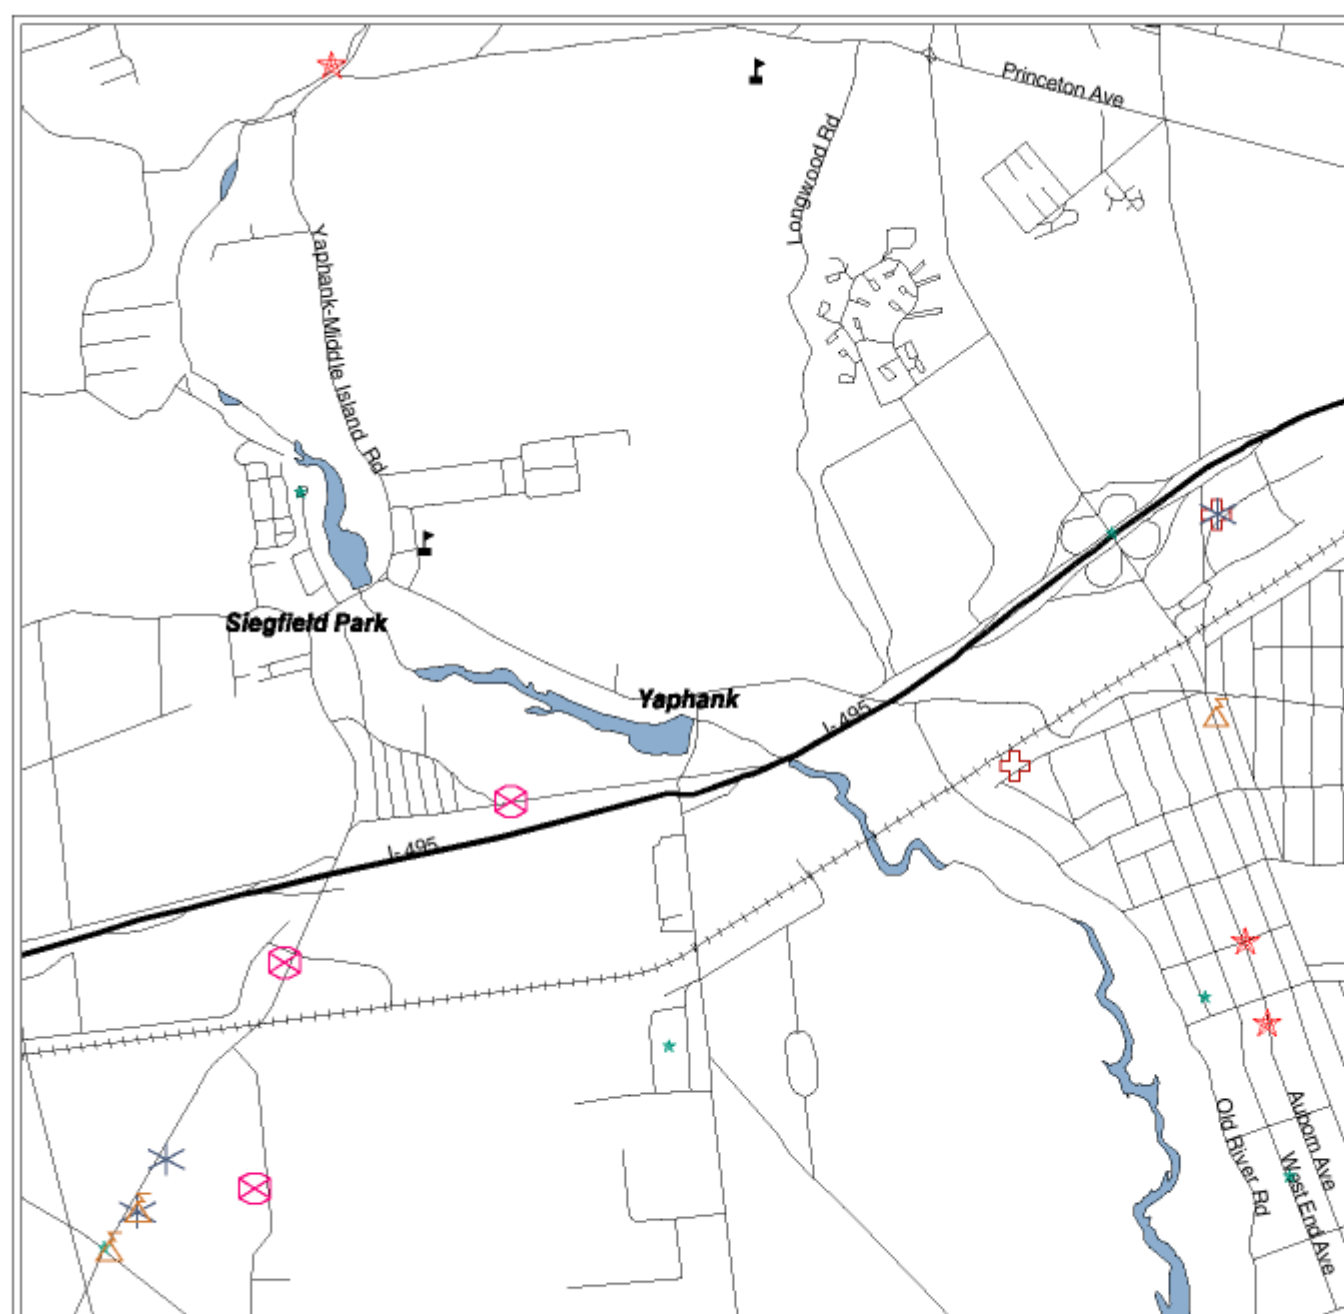 Princeton Ave
Longwood Rd
Yaphank-Middle Island Rd
Siegfield Park
Yaphank
I-495
I-495
Old River Rd
Auborn Ave
West End Ave